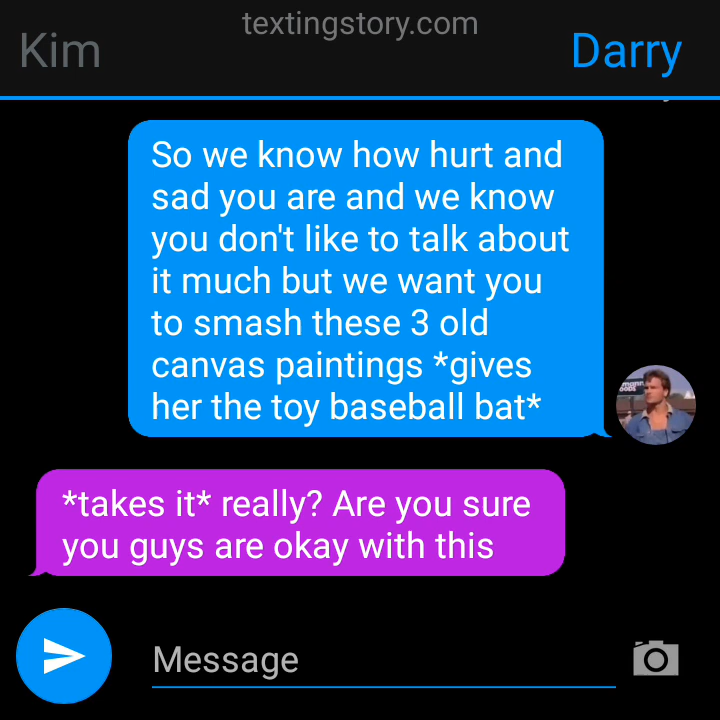 textingstory.com
Kim
Darry
So we know how hurt and
sad you are and we know
you don't like to talk about
it much but we want you
to smash these 3 old
canvas paintings *gives
her the toy baseball bat*
*takes it* really? Are you sure
you guys are okay with this
Message